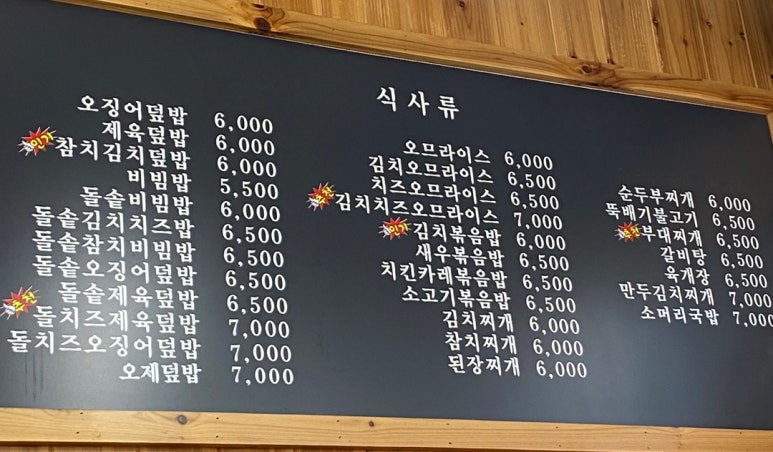 식사류
오징어덮밥 6,000
제육덮밥 6,000
인기 참치김치덮밥 6,000
비빔밥 5,500
돌솥비빔밥 6,000
돌솥김치치즈밥 6,500
돌솥참치비빔밥 6,500
돌솥오징어덮밥 6,500
돌솥제육덮밥 6,500
추천 돌치즈제육덮밥 7,000
돌치즈오징어덮밥 7,000
오제덮밥 7,000
오므라이스 6,000
김치오므라이스 6,500
치즈오므라이스 6,500
추천 김치치즈오므라이스 7,000
인기 김치볶음밥 6,000
새우볶음밥 6,500
치킨카레볶음밥 6,500
소고기볶음밥 6,500
김치찌개 6,000
참치찌개 6,000
된장찌개 6,000
순두부찌개 6,000
뚝배기불고기 6,500
추천 부대찌개 6,500
갈비탕 6,500
육개장 6,500
만두김치찌개 7,000
소머리국밥 7,000